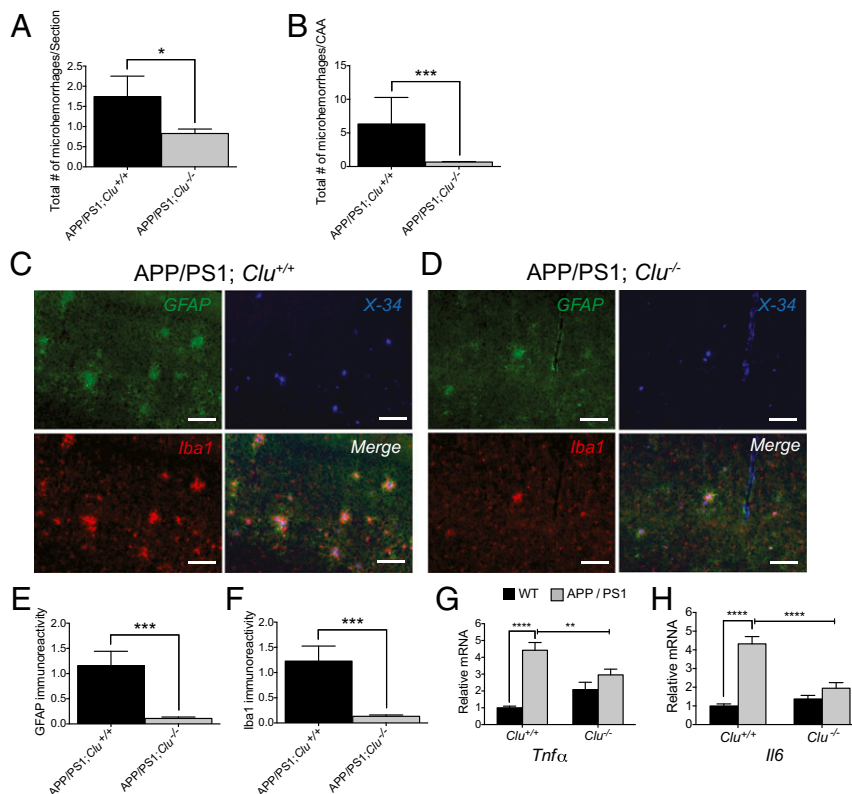 A
Total # of microhemorrhages/Section
2.5
2.0
1.5
1.0
0.5
0.0
*
APP/PS1;Clu+/+
APP/PS1;Clu-/-
B
Total # of microhemorrhages/CAA
15
10
5
0
***
APP/PS1;Clu+/+
APP/PS1;Clu-/-
C
APP/PS1; Clu+/+
GFAP
X-34
Iba1
Merge
D
APP/PS1; Clu-/-
GFAP
X-34
Iba1
Merge
E
GFAP immunoreactivity
2.0
1.5
1.0
0.5
0.0
***
APP/PS1;Clu+/+
APP/PS1;Clu-/-
F
Iba1 immunoreactivity
2.0
1.5
1.0
0.5
0.0
***
APP/PS1;Clu+/+
APP/PS1;Clu-/-
WT
APP / PS1
G
Relative mRNA
6
5
4
3
2
1
0
****
**
Clu+/+
Clu-/-
Tnfα
H
Relative mRNA
6
5
4
3
2
1
0
****
****
Clu+/+
Clu-/-
Il6